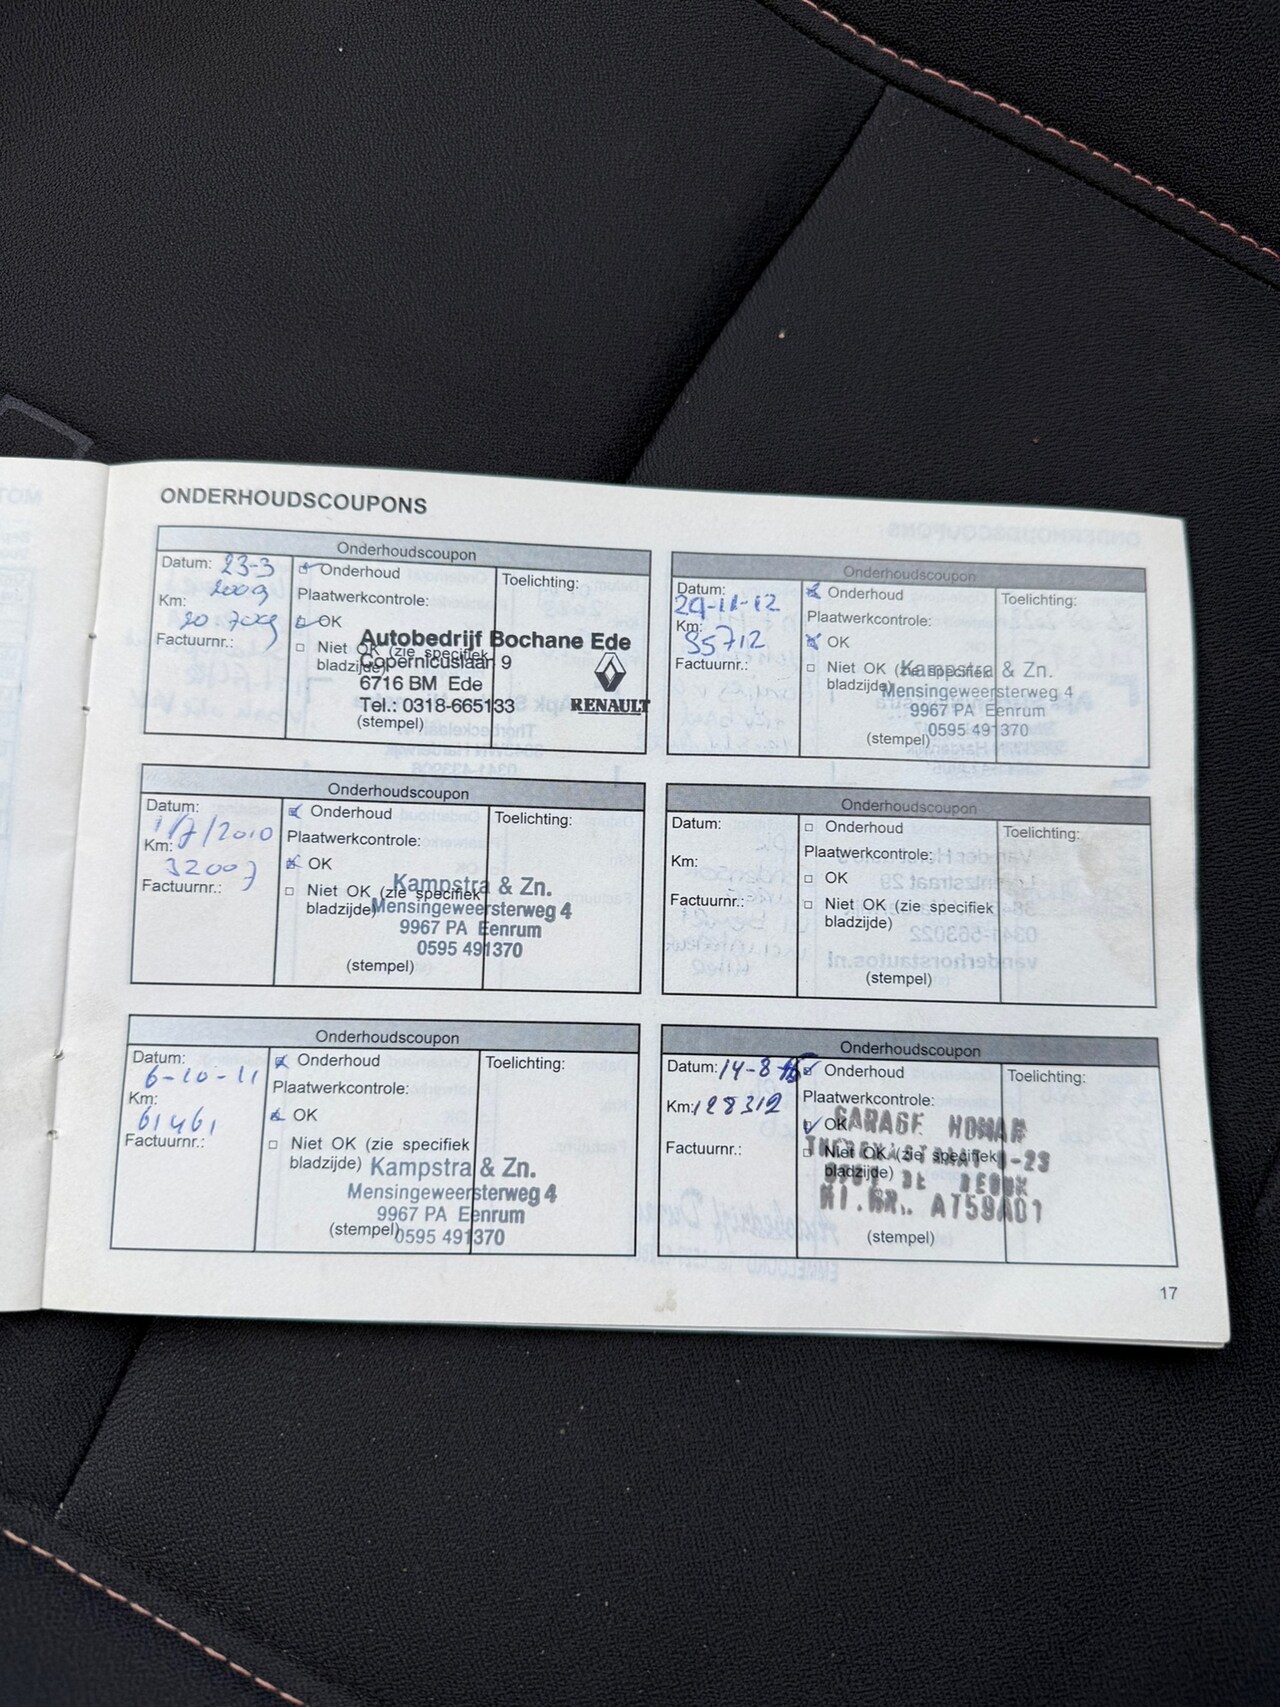 ONDERHOUDSCOUPONS
Onderhoudscoupon
Datum: 23-3
2009
Km:
20 709
Factuurnr.:
Onderhoud
Plaatwerkcontrole:
OK
Niet OK (zie specifiek
bladzijde)
(stempel)
Toelichting:
Autobedrijf Bochane Ede
Copernicuslaan 9
6716 BM Ede
Tel.: 0318-665133
RENAULT
Onderhoudscoupon
Datum:
1/7/2010
Km:
32007
Factuurnr.:
Onderhoud
Plaatwerkcontrole:
OK
Niet OK (zie specifiek
bladzijde)
(stempel)
Toelichting:
Kampstra & Zn.
Mensingeweersterweg 4
9967 PA Eenrum
0595 491370
Onderhoudscoupon
Datum:
6-10-11
Km:
61461
Factuurnr.:
Onderhoud
Plaatwerkcontrole:
OK
Niet OK (zie specifiek
bladzijde)
(stempel)
Toelichting:
Kampstra & Zn.
Mensingeweersterweg 4
9967 PA Eenrum
0595 491370
Onderhoudscoupon
Datum:
Km:
Factuurnr.:
Onderhoud
Plaatwerkcontrole:
OK
Niet OK (zie specifiek
bladzijde)
(stempel)
Toelichting:
Kampstra & Zn.
Mensingeweersterweg 4
9967 PA Eenrum
0595 491370
Onderhoudscoupon
Datum:
Km:
Factuurnr.:
Onderhoud
Plaatwerkcontrole:
OK
Niet OK (zie specifiek
bladzijde)
(stempel)
Toelichting:
Onderhoudscoupon
Datum: 14-8
Km: 128312
Factuurnr.:
Onderhoud
Plaatwerkcontrole:
OK
Niet OK (zie specifiek
bladzijde)
(stempel)
Toelichting:
GARAGE HOMAN
17